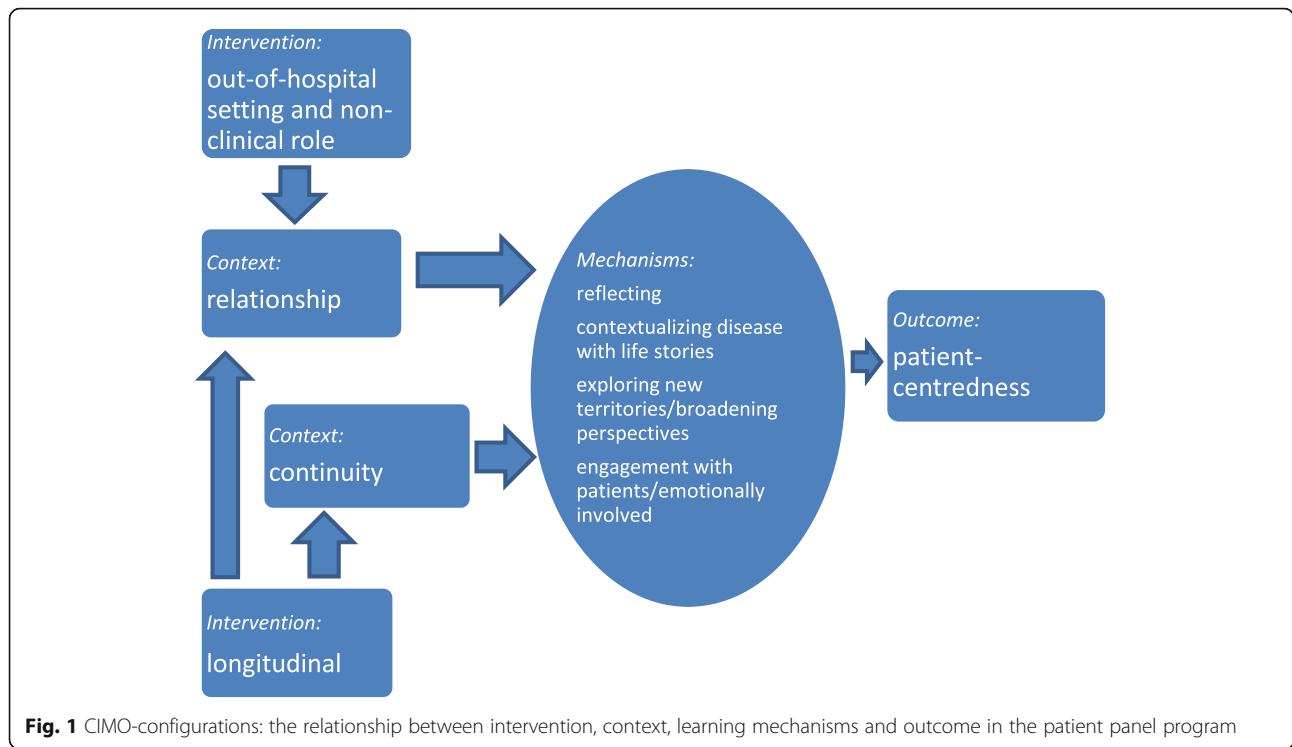 Intervention:
out-of-hospital
setting and non-
clinical role
Context:
relationship
Context:
continuity
Intervention:
longitudinal
Mechanisms:
reflecting
contextualizing disease
with life stories
exploring new
territories/broadening
perspectives
engagement with
patients/emotionally
involved
Outcome:
patient-
centredness
Fig. 1 CIMO-configurations: the relationship between intervention, context, learning mechanisms and outcome in the patient panel program